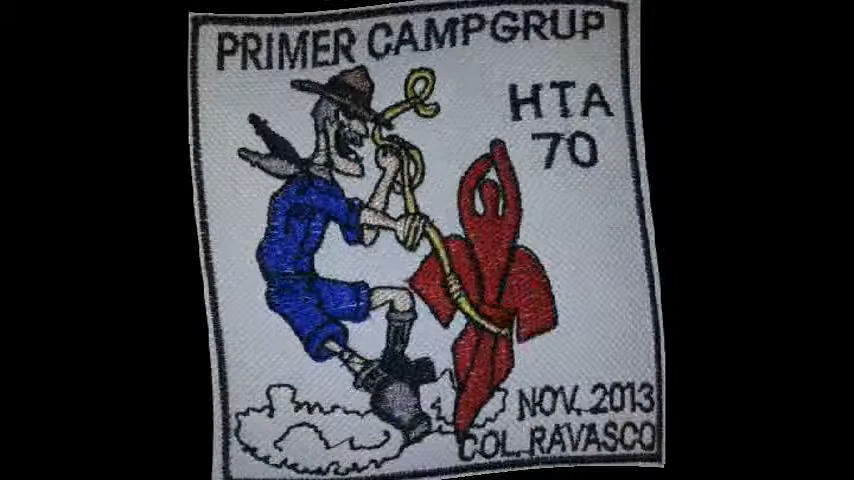 PRIMER CAMPGRUP
HTA
70
NOV. 2013
COL. RAVASCO